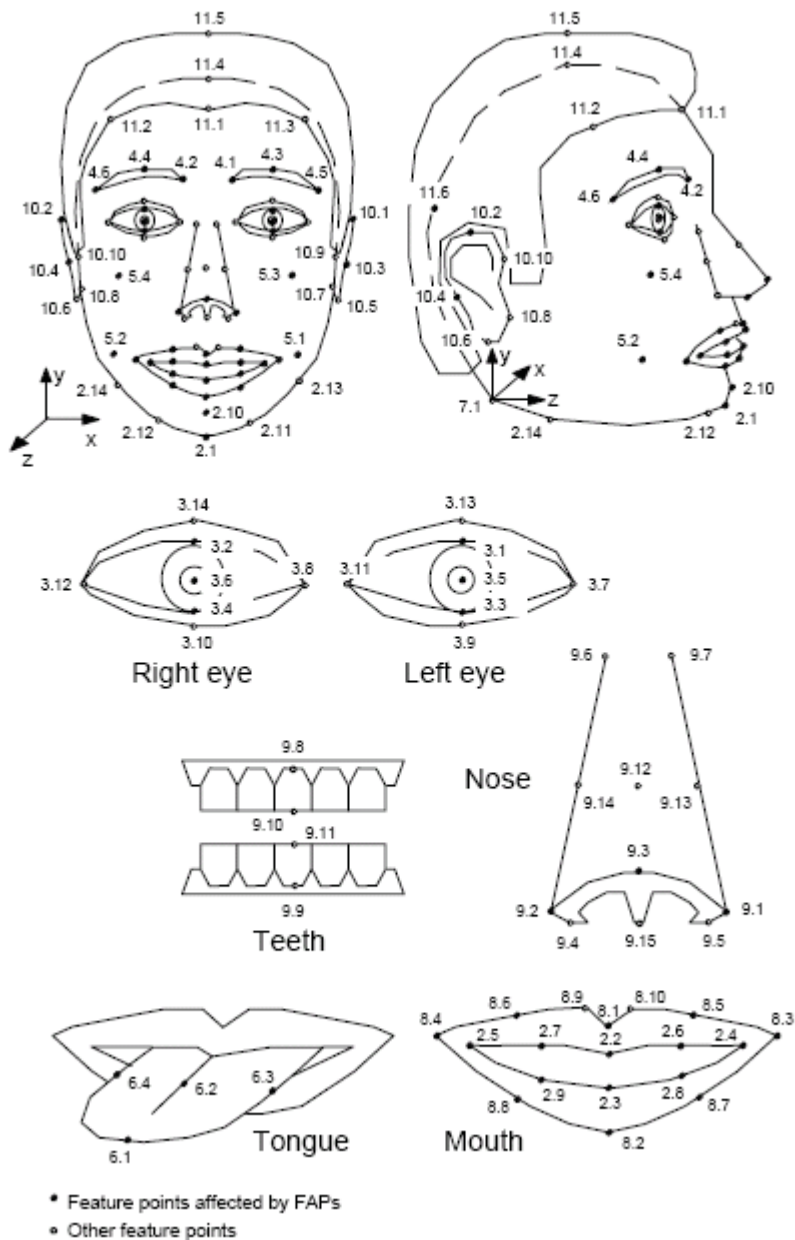 11.5
11.5
11.4
11.4
11.2 11.1 11.3
11.2 11.1
4.4 4.2 4.1 4.3
4.6 4.5
4.4
4.6 4.2
10.2 10.1
11.6 10.2
10.10 10.9
10.10
10.4 5.4 5.3 10.3
5.4
10.6 10.8 10.7 10.5
10.4 10.8
10.6
5.2 5.1
5.2
y
y x
z
7.1
2.14 2.13
2.10
2.10
2.12 2.11
2.1
x
z
2.14 2.12 2.1
3.14 3.13
3.2 3.1
3.12 3.6 3.8 3.11 3.5 3.7
3.4 3.3
3.10 3.9
Right eye Left eye
9.6 9.7
9.8
Nose
9.12
9.14 9.13
9.10 9.11
9.3
9.9
9.2 9.1
9.4 9.15 9.5
Teeth
8.6 8.9 8.1 8.10 8.5
8.4 8.3
2.5 2.7 2.2 2.6 2.4
6.4 6.2 6.3
2.9 2.3 2.8
8.8 8.7
8.2
6.1
Tongue Mouth
Feature points affected by FAPs
Other feature points